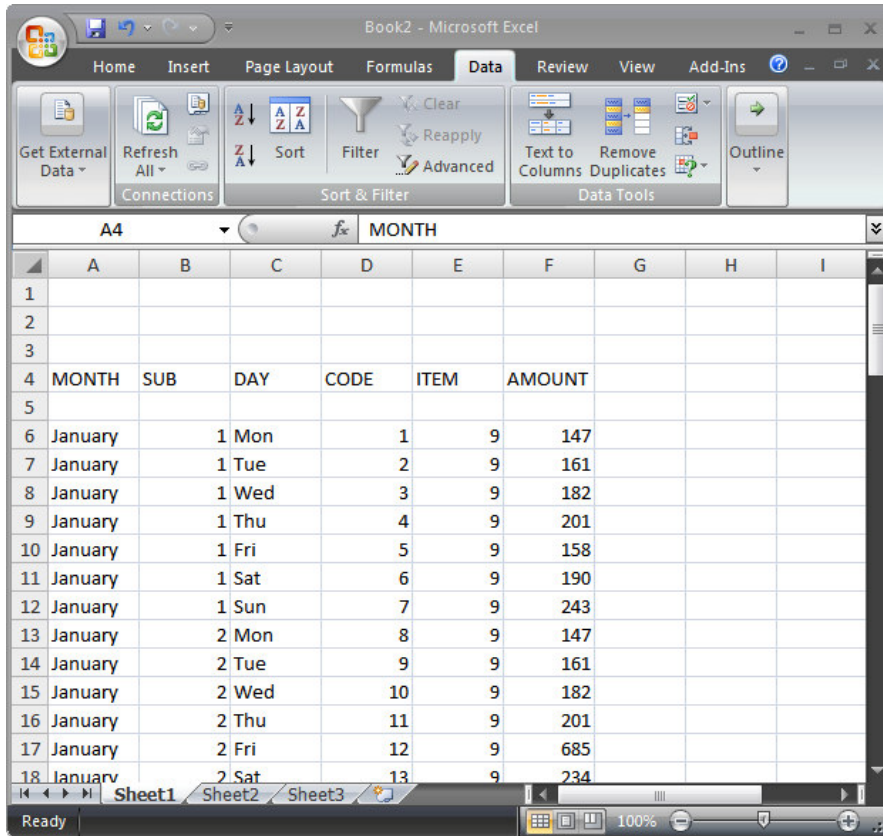 Book2 - Microsoft Excel
Home Insert Page Layout Formulas Data Review View Add-Ins
Get External Data
Refresh All
Connections
A Z
Z A
A Z Z A
Sort
Filter
Clear
Reapply
Advanced
Sort & Filter
Text to Columns
Remove Duplicates
Data Tools
Outline
A4 fx MONTH
A B C D E F G H I
1
2
3
4 MONTH SUB DAY CODE ITEM AMOUNT
5
6 January 1 Mon 1 9 147
7 January 1 Tue 2 9 161
8 January 1 Wed 3 9 182
9 January 1 Thu 4 9 201
10 January 1 Fri 5 9 158
11 January 1 Sat 6 9 190
12 January 1 Sun 7 9 243
13 January 2 Mon 8 9 147
14 January 2 Tue 9 9 161
15 January 2 Wed 10 9 182
16 January 2 Thu 11 9 201
17 January 2 Fri 12 9 685
18 January 2 Sat 13 9 234
Sheet1 Sheet2 Sheet3
Ready 100%